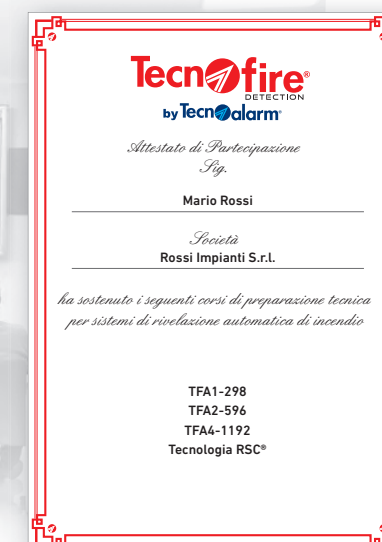 Tecnofire®
DETECTION
by Tecnoalarm®
Attestato di Partecipazione
Sig.
Mario Rossi
Società
Rossi Impianti S.r.l.
ha sostenuto i seguenti corsi di preparazione tecnica
per sistemi di rivelazione automatica di incendio
TFA1-298
TFA2-596
TFA4-1192
Tecnologia RSC®